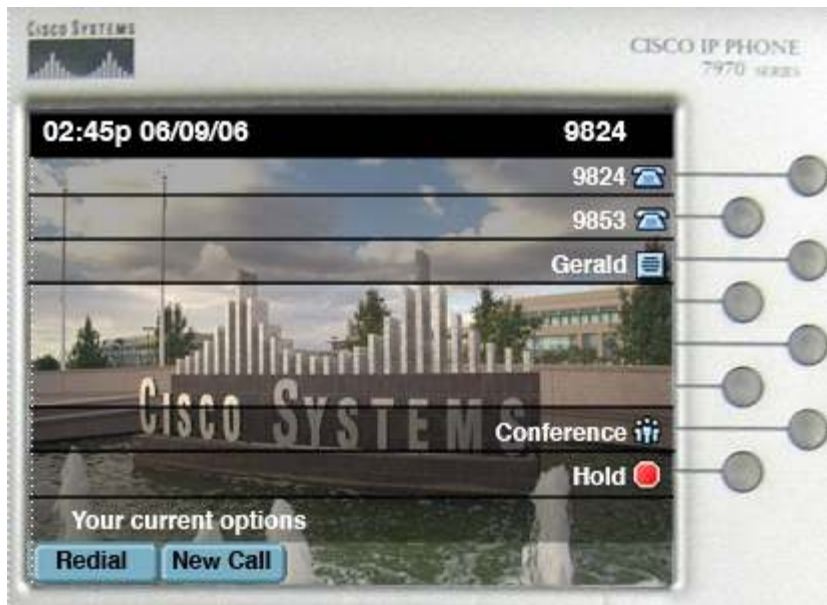 CISCO SYSTEMS
CISCO IP PHONE
7970 SERIES
02:45p 06/09/06 9824
9824
9853
Gerald
CISCO SYSTEMS
Conference
Hold
Your current options
Redial New Call